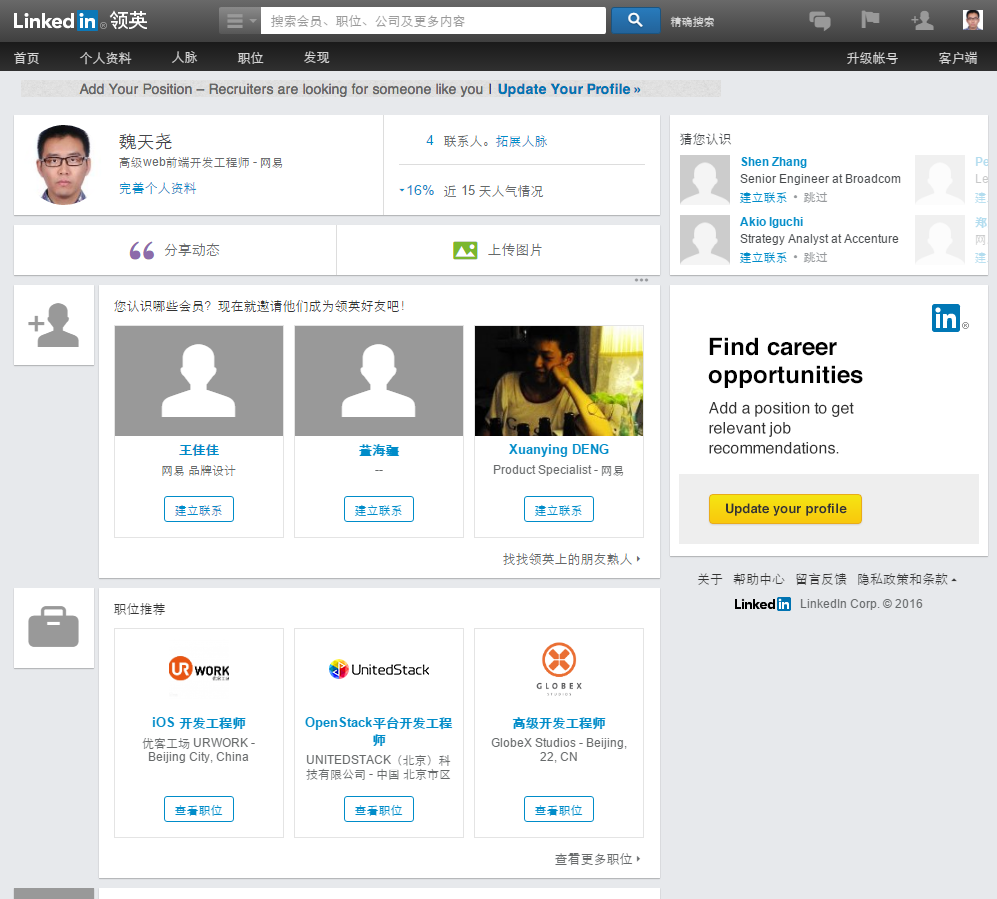 Linked in ® 领英
搜索会员、职位、公司及更多内容
精确搜索
首页 个人资料 人脉 职位 发现 升级帐号 客户端
Add Your Position – Recruiters are looking for someone like you | Update Your Profile »
魏天尧
高级web前端开发工程师 - 网易
完善个人资料
4 联系人。拓展人脉
16% 近 15 天人气情况
猜您认识
Shen Zhang
Senior Engineer at Broadcom
建立联系 • 跳过
Akio Iguchi
Strategy Analyst at Accenture
建立联系 • 跳过
Pe
Le
建
郑
网
建
分享动态
上传图片
您认识哪些会员？现在就邀请他们成为领英好友吧！
王佳佳
网易 品牌设计
建立联系
董海疆
--
建立联系
Xuanying DENG
Product Specialist - 网易
建立联系
找找领英上的朋友熟人
in ®
Find career
opportunities
Add a position to get
relevant job
recommendations.
Update your profile
关于 帮助中心 留言反馈 隐私政策和条款
Linked in LinkedIn Corp. © 2016
职位推荐
UR WORK
iOS 开发工程师
优客工场 URWORK -
Beijing City, China
查看职位
UnitedStack
OpenStack平台开发工程
师
UNITEDSTACK（北京）科
技有限公司 - 中国 北京市区
查看职位
GLOBEX
STUDIOS
高级开发工程师
GlobeX Studios - Beijing,
22, CN
查看职位
查看更多职位